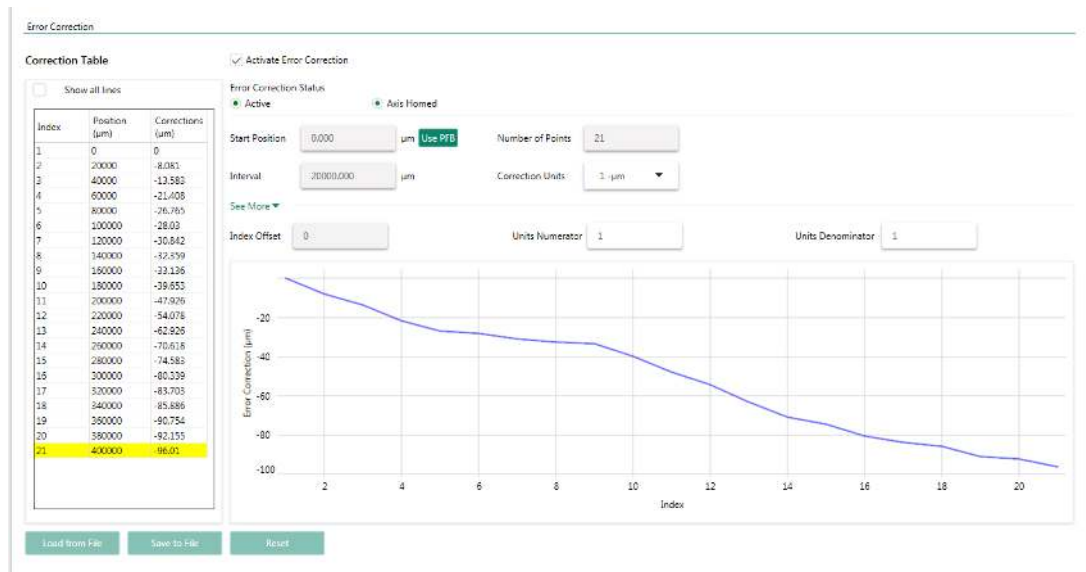 Error Correction
Correction Table
Activate Error Correction
Show all lines
Error Correction Status
Active
Axis Homed
Index Position (µm) Corrections (µm)
1 0 0
2 20000 -8.081
3 40000 -13.583
4 60000 -21.408
5 80000 -26.765
6 100000 -28.03
7 120000 -30.842
8 140000 -32.359
9 160000 -33.136
10 180000 -39.653
11 200000 -47.926
12 220000 -54.078
13 240000 -62.926
14 260000 -70.618
15 280000 -74.583
16 300000 -80.339
17 320000 -83.703
18 340000 -85.886
19 360000 -90.754
20 380000 -92.155
21 400000 -96.01
Start Position 0.000 µm Use PFB Number of Points 21
Interval 20000.000 µm Correction Units 1 -µm
See More
Index Offset 0 Units Numerator 1 Units Denominator 1
Error Correction (µm)
-20
-40
-60
-80
-100
2 4 6 8 10 12 14 16 18 20
Index
Load from File Save to File Reset